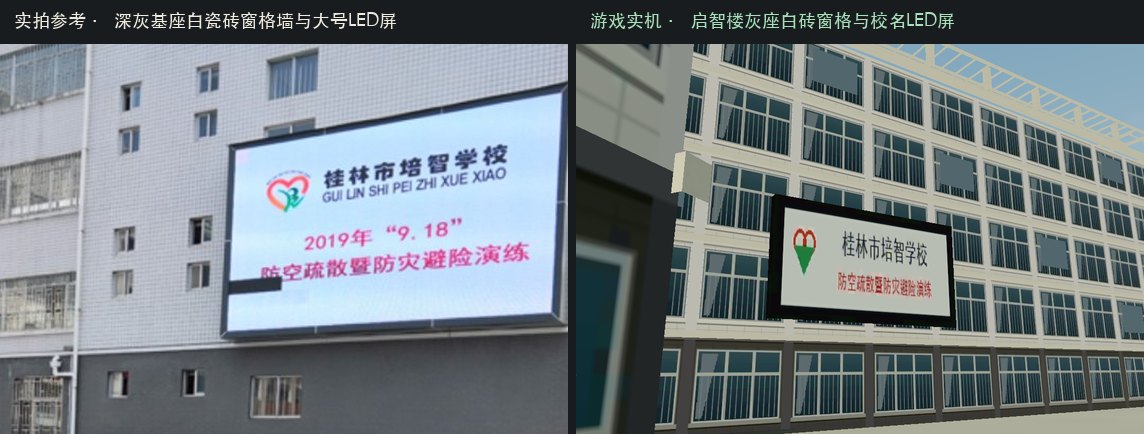 实拍参考 · 深灰基座白瓷砖窗格墙与大号LED屏
桂林市培智学校
GUI LIN SHI PEI ZHI XUE XIAO
2019年“9.18”
防空疏散暨防灾避险演练
游戏实机 · 启智楼灰座白砖窗格与校名LED屏
桂林市培智学校
防空疏散暨防灾避险演练